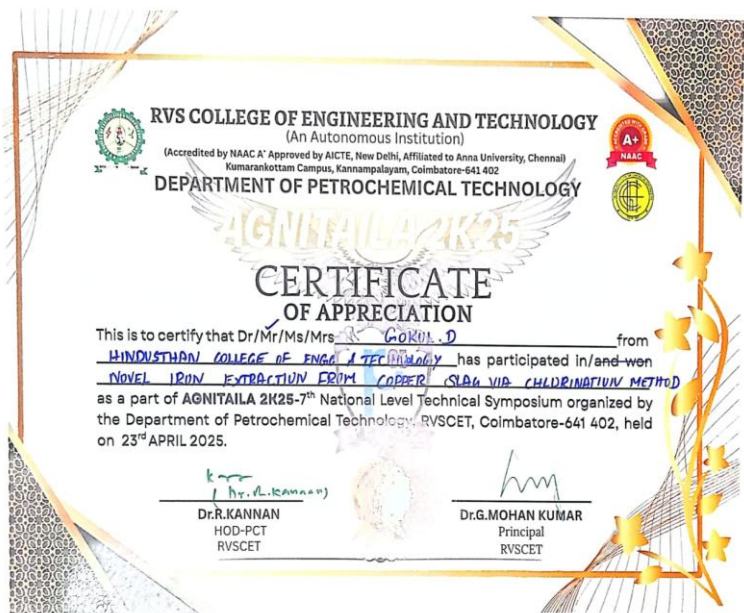 RVS COLLEGE OF ENGINEERING AND TECHNOLOGY
(An Autonomous Institution)
(Accredited by NAAC A+ Approved by AICTE, New Delhi, Affiliated to Anna University, Chennai)
Kumarankottam Campus, Kannampalayam, Coimbatore-641 402
DEPARTMENT OF PETROCHEMICAL TECHNOLOGY
A+
NAAC
AGNITAILA 2K25
CERTIFICATE
OF APPRECIATION
This is to certify that Dr/Mr/Ms/Mrs GOKUL.D from
HINDUSTHAN COLLEGE OF ENGG & TECHNOLOGY has participated in/and won
NOVEL IRON EXTRACTION FROM COPPER SLAG VIA CHLORINATION METHOD
as a part of AGNITAILA 2K25-7th National Level Technical Symposium organized by
the Department of Petrochemical Technology, RVSCET, Coimbatore-641 402, held
on 23rd APRIL 2025.
(Dr.R.KANNAN)
Dr.R.KANNAN
HOD-PCT
RVSCET
Dr.G.MOHAN KUMAR
Principal
RVSCET